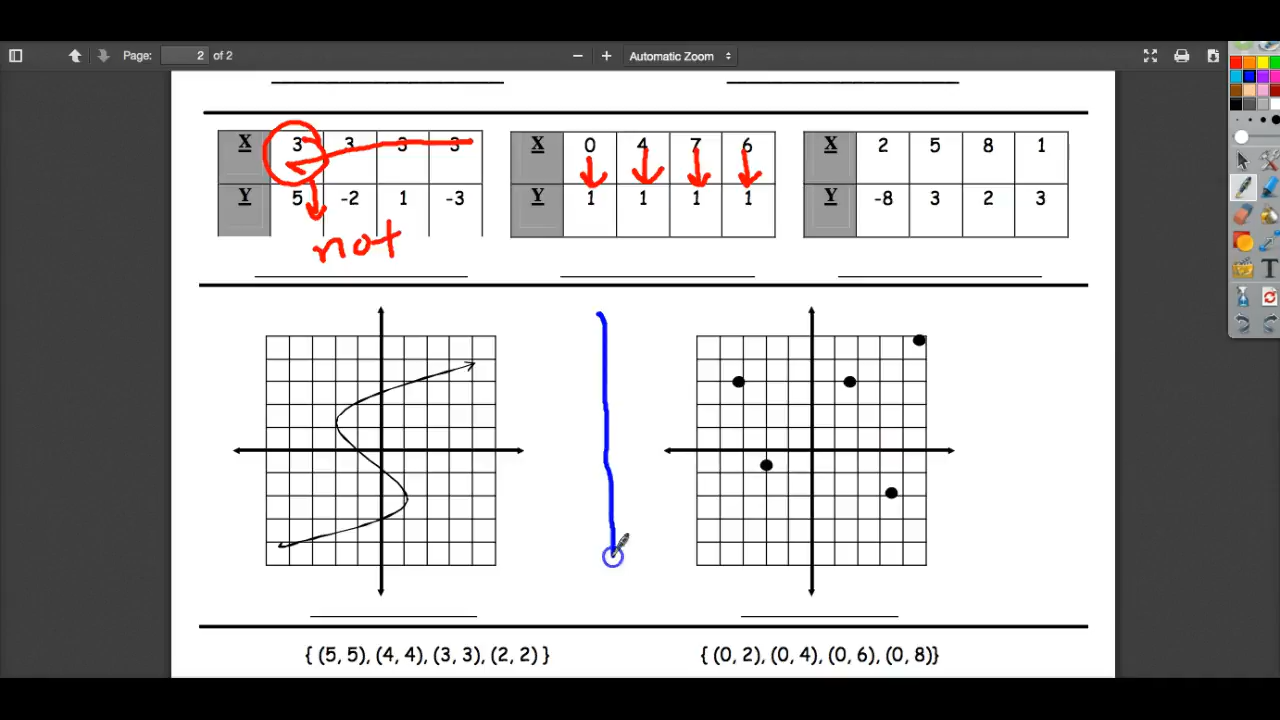 Page: 2 of 2 Automatic Zoom
X 3 3 3 3
Y 5 -2 1 -3
not
X 0 4 7 6
Y 1 1 1 1
X 2 5 8 1
Y -8 3 2 3
{ (5, 5), (4, 4), (3, 3), (2, 2) }
{ (0, 2), (0, 4), (0, 6), (0, 8)}
T